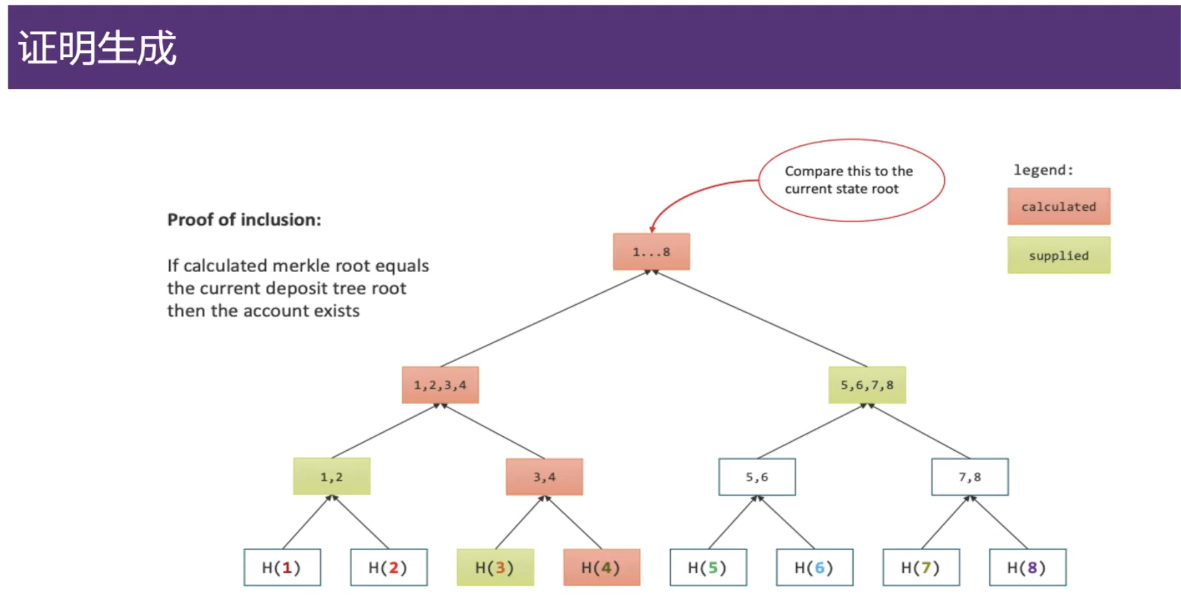 证明生成
Compare this to the
current state root
legend:
calculated
supplied
Proof of inclusion:
If calculated merkle root equals
the current deposit tree root
then the account exists
1...8
1,2,3,4
5,6,7,8
1,2
3,4
5,6
7,8
H(1)
H(2)
H(3)
H(4)
H(5)
H(6)
H(7)
H(8)